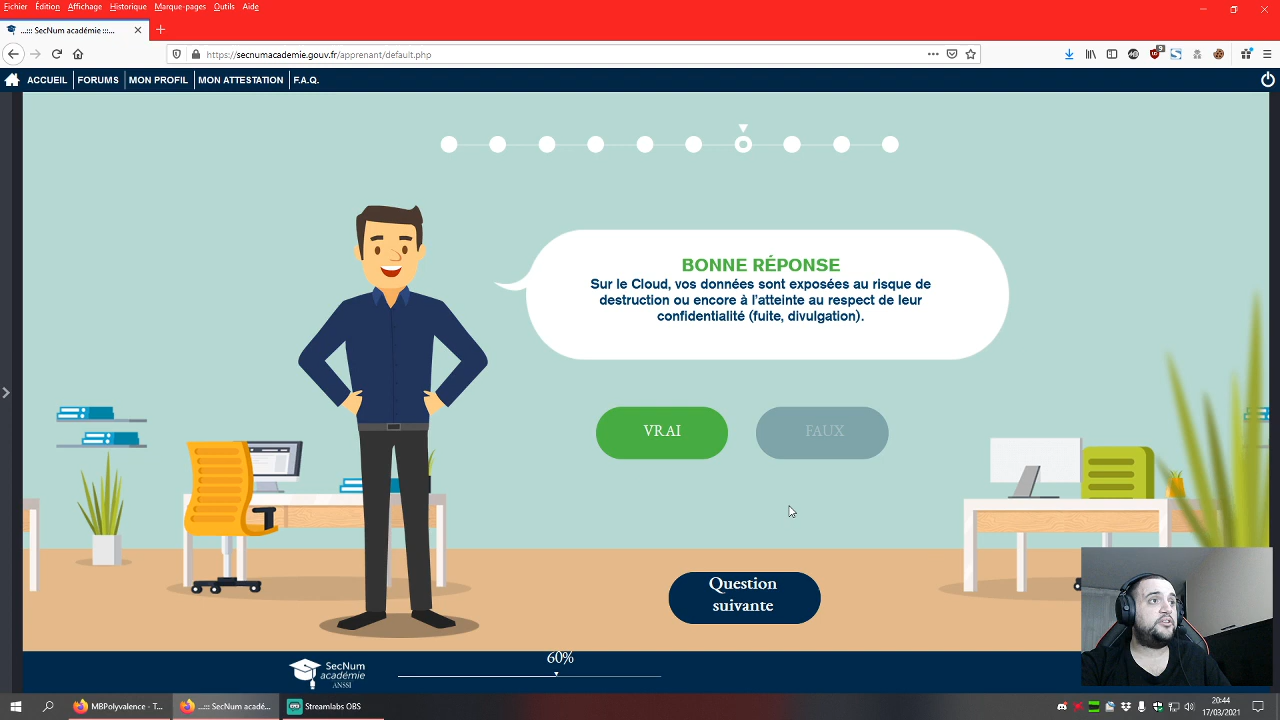 Fichier Édition Affichage Historique Marque-pages Outils Aide
...:: SecNum académie :::...
https://secnumacademie.gouv.fr/apprenant/default.php
ACCUEIL FORUMS MON PROFIL MON ATTESTATION F.A.Q.
BONNE RÉPONSE
Sur le Cloud, vos données sont exposées au risque de
destruction ou encore à l'atteinte au respect de leur
confidentialité (fuite, divulgation).
VRAI FAUX
Question
suivante
60%
SecNum
académie
ANSSI
MBPolyvalence - T...
...:: SecNum acadé...
Streamlabs OBS
20:44
17/03/2021